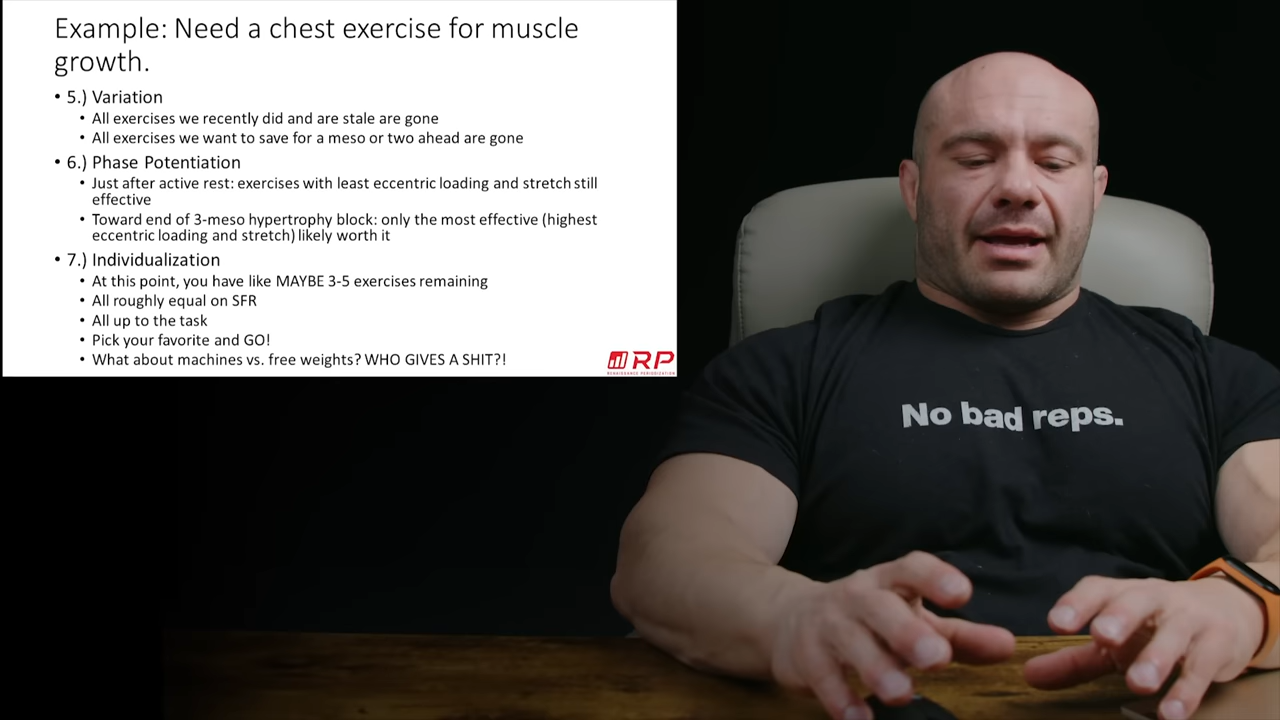 Example: Need a chest exercise for muscle
growth.
• 5.) Variation
• All exercises we recently did and are stale are gone
• All exercises we want to save for a meso or two ahead are gone
• 6.) Phase Potentiation
• Just after active rest: exercises with least eccentric loading and stretch still
effective
• Toward end of 3-meso hypertrophy block: only the most effective (highest
eccentric loading and stretch) likely worth it
• 7.) Individualization
• At this point, you have like MAYBE 3-5 exercises remaining
• All roughly equal on SFR
• All up to the task
• Pick your favorite and GO!
• What about machines vs. free weights? WHO GIVES A SHIT?!
RP
RENAISSANCE PERIODIZATION
No bad reps.